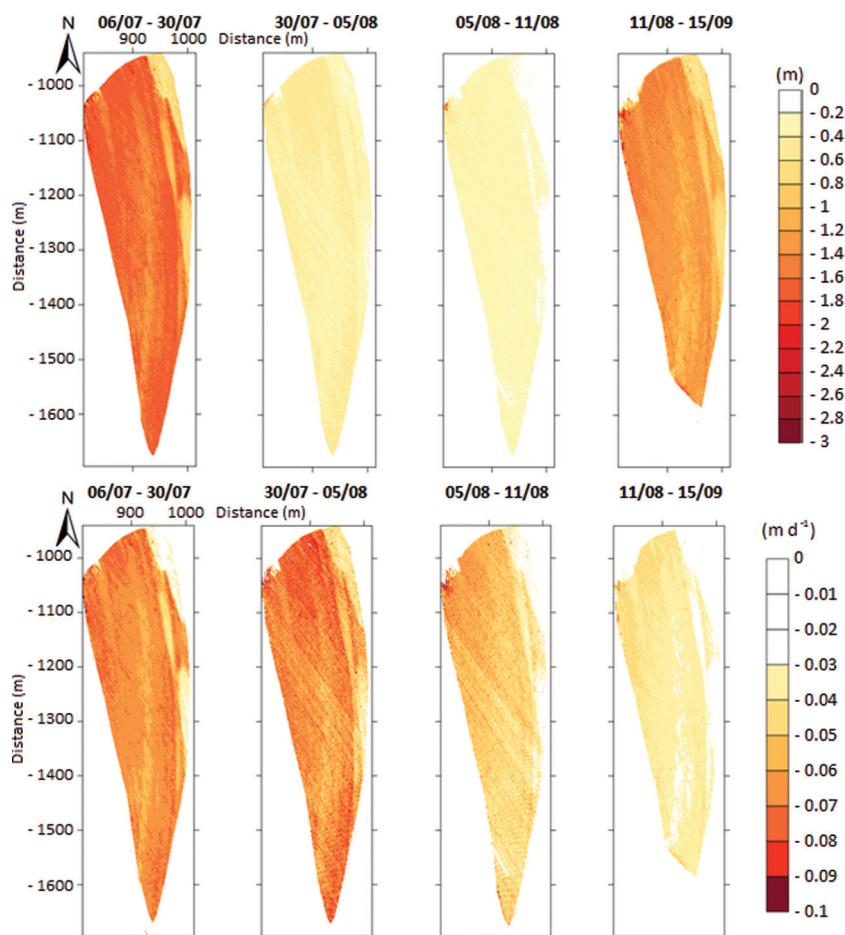 06/07 - 30/07
30/07 - 05/08
05/08 - 11/08
11/08 - 15/09
N
900 1000 Distance (m)
Distance (m)
- 1000
- 1100
- 1200
- 1300
- 1400
- 1500
- 1600
(m)
0
- 0.2
- 0.4
- 0.6
- 0.8
- 1
- 1.2
- 1.4
- 1.6
- 1.8
- 2
- 2.2
- 2.4
- 2.6
- 2.8
- 3
06/07 - 30/07
30/07 - 05/08
05/08 - 11/08
11/08 - 15/09
N
900 1000 Distance (m)
Distance (m)
- 1000
- 1100
- 1200
- 1300
- 1400
- 1500
- 1600
(m d⁻¹)
0
- 0.01
- 0.02
- 0.03
- 0.04
- 0.05
- 0.06
- 0.07
- 0.08
- 0.09
- 0.1